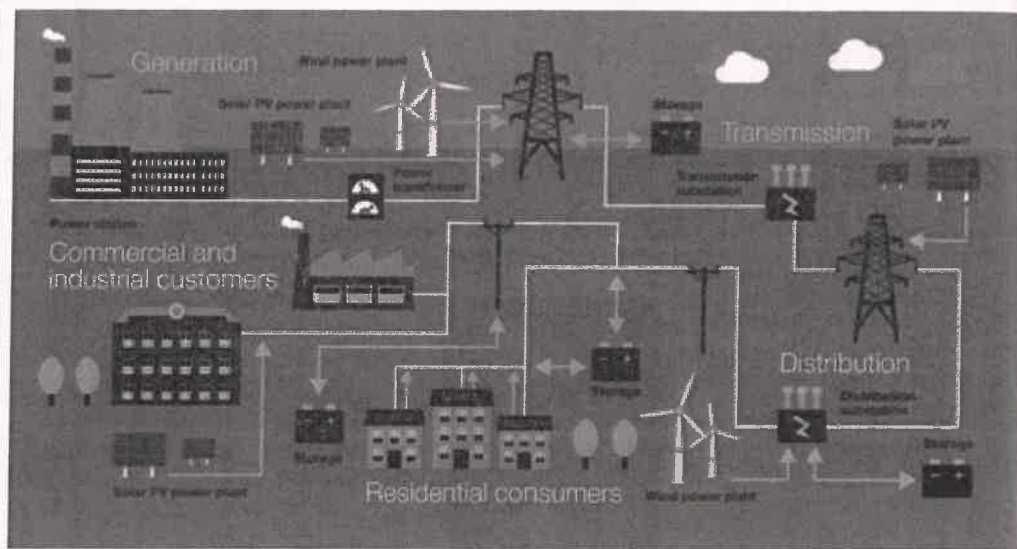 Generation
Wind power plant
Solar PV power plant
Storage
Transmission
Solar PV
power plant
Power
transformer
Transmission
substation
Power station
Commercial and
industrial customers
Distribution
Storage
Distribution
substation
Storage
Storage
Solar PV power plant
Residential consumers
Wind power plant